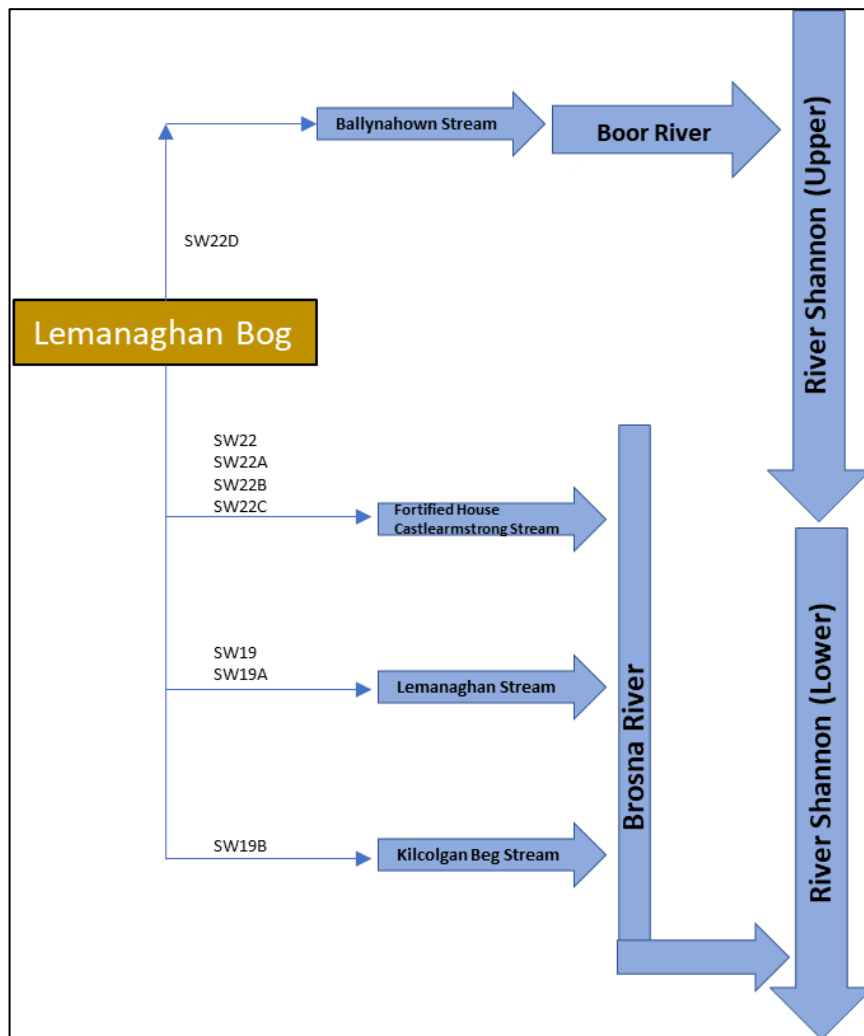 Ballynahown Stream
Boor River
River Shannon (Upper)
SW22D
Lemanaghan Bog
SW22
SW22A
SW22B
SW22C
Fortified House
Castlearmstrong Stream
SW19
SW19A
Lemanaghan Stream
Brosna River
River Shannon (Lower)
SW19B
Kilcolgan Beg Stream